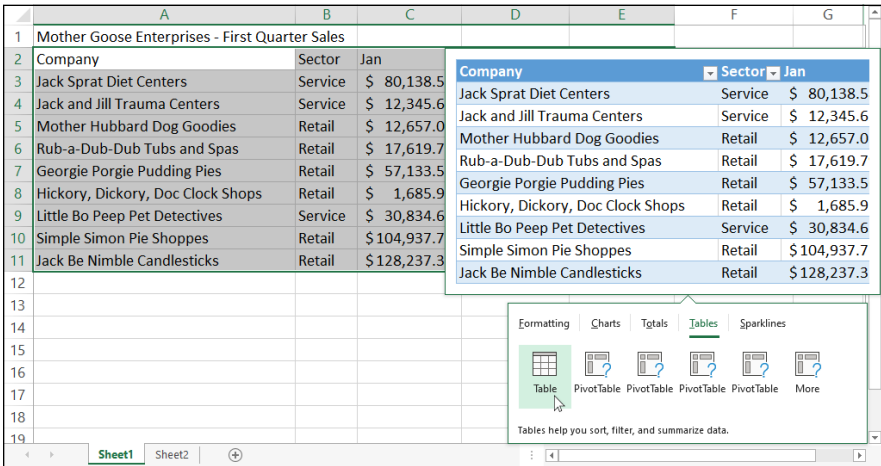 A B C D E F G
1 Mother Goose Enterprises - First Quarter Sales
2 Company Sector Jan
3 Jack Sprat Diet Centers Service $ 80,138.5
4 Jack and Jill Trauma Centers Service $ 12,345.6
5 Mother Hubbard Dog Goodies Retail $ 12,657.0
6 Rub-a-Dub-Dub Tubs and Spas Retail $ 17,619.7
7 Georgie Porgie Pudding Pies Retail $ 57,133.5
8 Hickory, Dickory, Doc Clock Shops Retail $ 1,685.9
9 Little Bo Peep Pet Detectives Service $ 30,834.6
10 Simple Simon Pie Shoppes Retail $104,937.7
11 Jack Be Nimble Candlesticks Retail $128,237.3
12
13
14
15
16
17
18
19
Company Sector Jan
Jack Sprat Diet Centers Service $ 80,138.5
Jack and Jill Trauma Centers Service $ 12,345.6
Mother Hubbard Dog Goodies Retail $ 12,657.0
Rub-a-Dub-Dub Tubs and Spas Retail $ 17,619.7
Georgie Porgie Pudding Pies Retail $ 57,133.5
Hickory, Dickory, Doc Clock Shops Retail $ 1,685.9
Little Bo Peep Pet Detectives Service $ 30,834.6
Simple Simon Pie Shoppes Retail $104,937.7
Jack Be Nimble Candlesticks Retail $128,237.3
Formatting Charts Totals Tables Sparklines
Table PivotTable PivotTable PivotTable PivotTable More
Tables help you sort, filter, and summarize data.
Sheet1 Sheet2